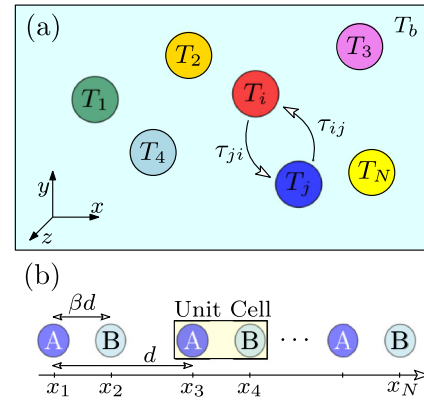 (a)
T_b
T_1
T_2
T_3
T_4
T_i
T_j
T_N
τ_{ij}
τ_{ji}
y
x
z
(b)
βd
Unit Cell
A B A B ··· A B
d
x_1 x_2 x_3 x_4 x_N